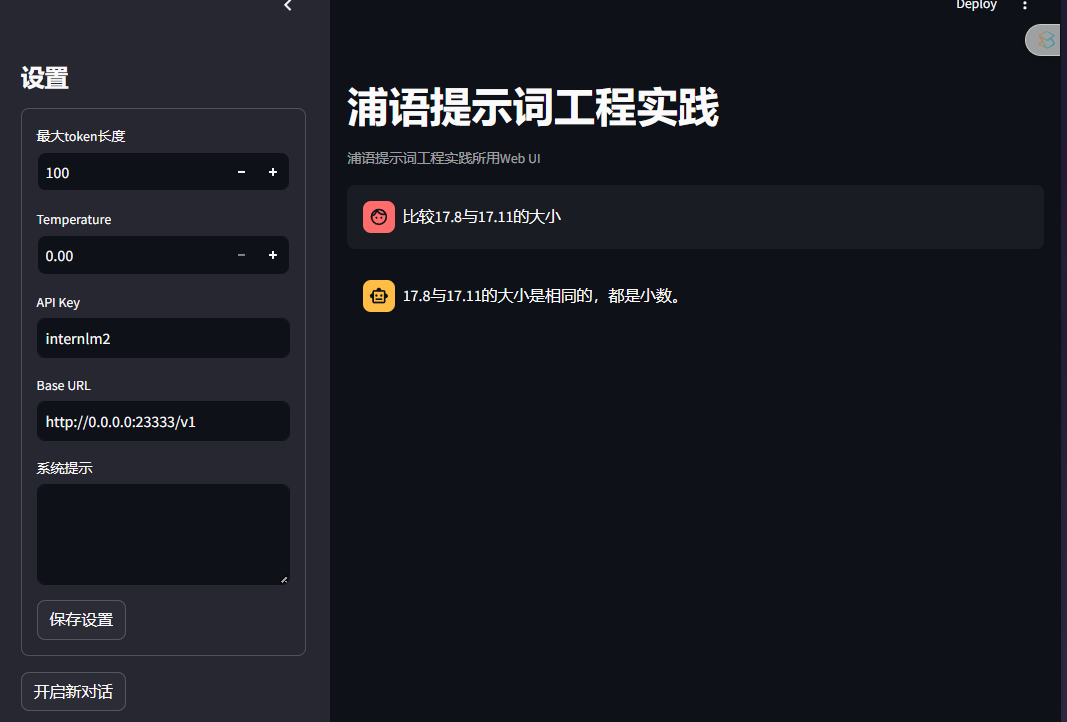 Deploy
设置
最大token长度
100
Temperature
0.00
API Key
internlm2
Base URL
http://0.0.0.0:23333/v1
系统提示
保存设置
开启新对话
浦语提示词工程实践
浦语提示词工程实践所用Web UI
比较17.8与17.11的大小
17.8与17.11的大小是相同的，都是小数。